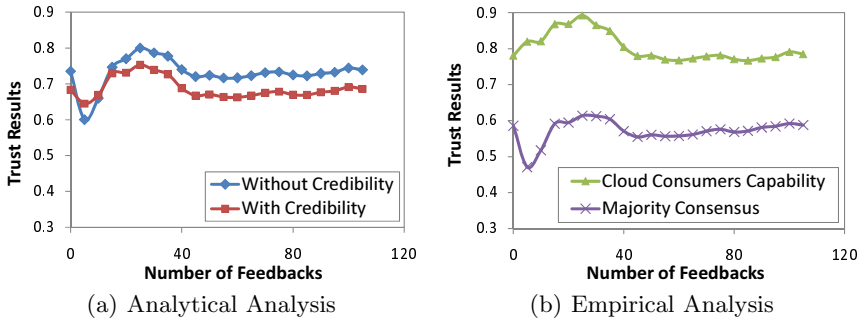 0.9
0.8
0.7
0.6
0.5
0.4
0.3
Trust Results
Without Credibility
With Credibility
0 40 80 120
Number of Feedbacks
(a) Analytical Analysis
0.9
0.8
0.7
0.6
0.5
0.4
0.3
Trust Results
Cloud Consumers Capability
Majority Consensus
0 20 40 60 80 100 120
Number of Feedbacks
(b) Empirical Analysis